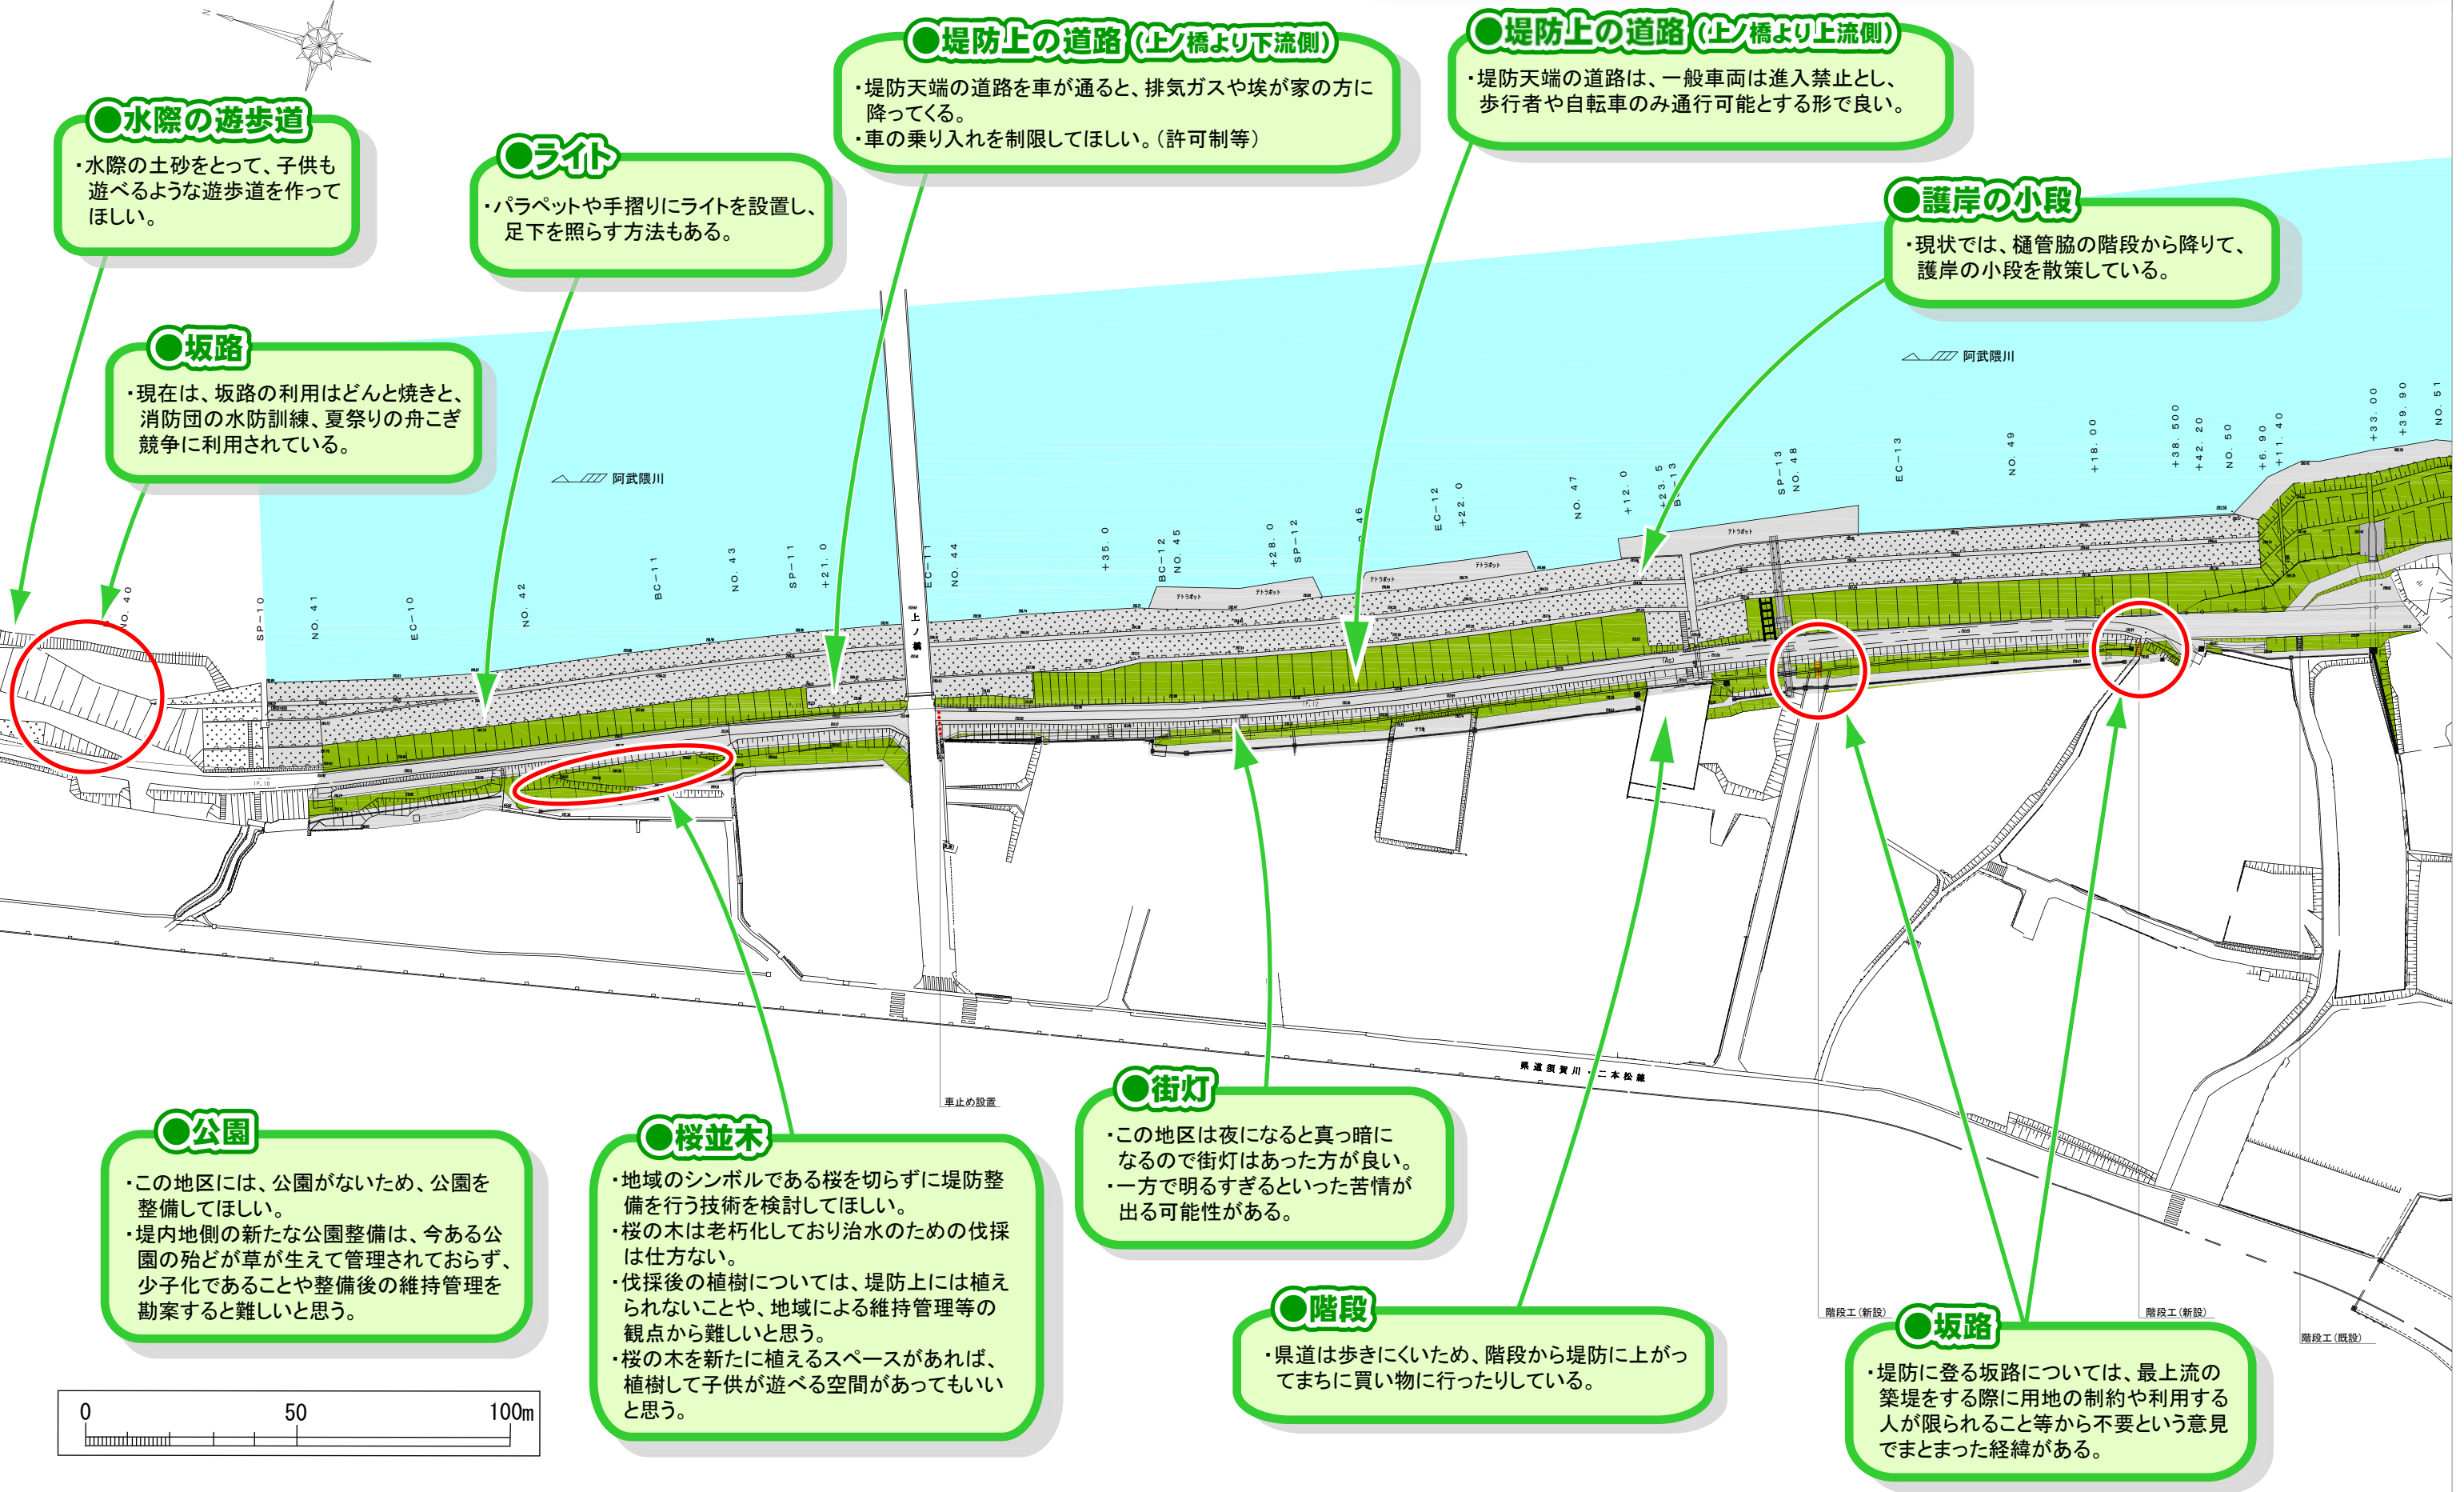 ●水際の遊歩道
・水際の土砂をとって、子供も
遊べるような遊歩道を作って
ほしい。
●ライト
・パラペットや手摺りにライトを設置し、
足下を照らす方法もある。
●堤防上の道路(上ノ橋より下流側)
・堤防天端の道路を車が通ると、排気ガスや埃が家の方に
降ってくる。
・車の乗り入れを制限してほしい。(許可制等)
●堤防上の道路(上ノ橋より上流側)
・堤防天端の道路は、一般車両は進入禁止とし、
歩行者や自転車のみ通行可能とする形で良い。
●護岸の小段
・現状では、樋管脇の階段から降りて、
護岸の小段を散策している。
●坂路
・現在は、坂路の利用はどんと焼きと、
消防団の水防訓練、夏祭りの舟こぎ
競争に利用されている。
阿武隈川
阿武隈川
NO. 40
SP-10
NO. 41
EC-10
NO. 42
BC-11
NO. 43
SP-11
+21. 0
EC-11
NO. 44
+35. 0
BC-12
NO. 45
+28. 0
SP-12
46
EC-12
+22. 0
NO. 47
+12. 0
+23. 5
SP-13
NO. 48
EC-13
NO. 49
+18. 00
+38. 500
+42. 20
NO. 50
+6. 90
+11. 40
+33. 00
+39. 90
NO. 51
テトラポット
テトラポット
テトラポット
テトラポット
テトラポット
上ノ橋
県道須賀川・二本松線
車止め設置
階段工(新設)
階段工(新設)
階段工(既設)
●公園
・この地区には、公園がないため、公園を
整備してほしい。
・堤内地側の新たな公園整備は、今ある公
園の殆どが草が生えて管理されておらず、
少子化であることや整備後の維持管理を
勘案すると難しいと思う。
●桜並木
・地域のシンボルである桜を切らずに堤防整
備を行う技術を検討してほしい。
・桜の木は老朽化しており治水のための伐採
は仕方ない。
・伐採後の植樹については、堤防上には植え
られないことや、地域による維持管理等の
観点から難しいと思う。
・桜の木を新たに植えるスペースがあれば、
植樹して子供が遊べる空間があってもいい
と思う。
●街灯
・この地区は夜になると真っ暗に
なるので街灯はあった方が良い。
・一方で明るすぎるといった苦情が
出る可能性がある。
●階段
・県道は歩きにくいため、階段から堤防に上がっ
てまちに買い物に行ったりしている。
●坂路
・堤防に登る坂路については、最上流の
築堤をする際に用地の制約や利用する
人が限られること等から不要という意見
でまとまった経緯がある。
0 50 100m